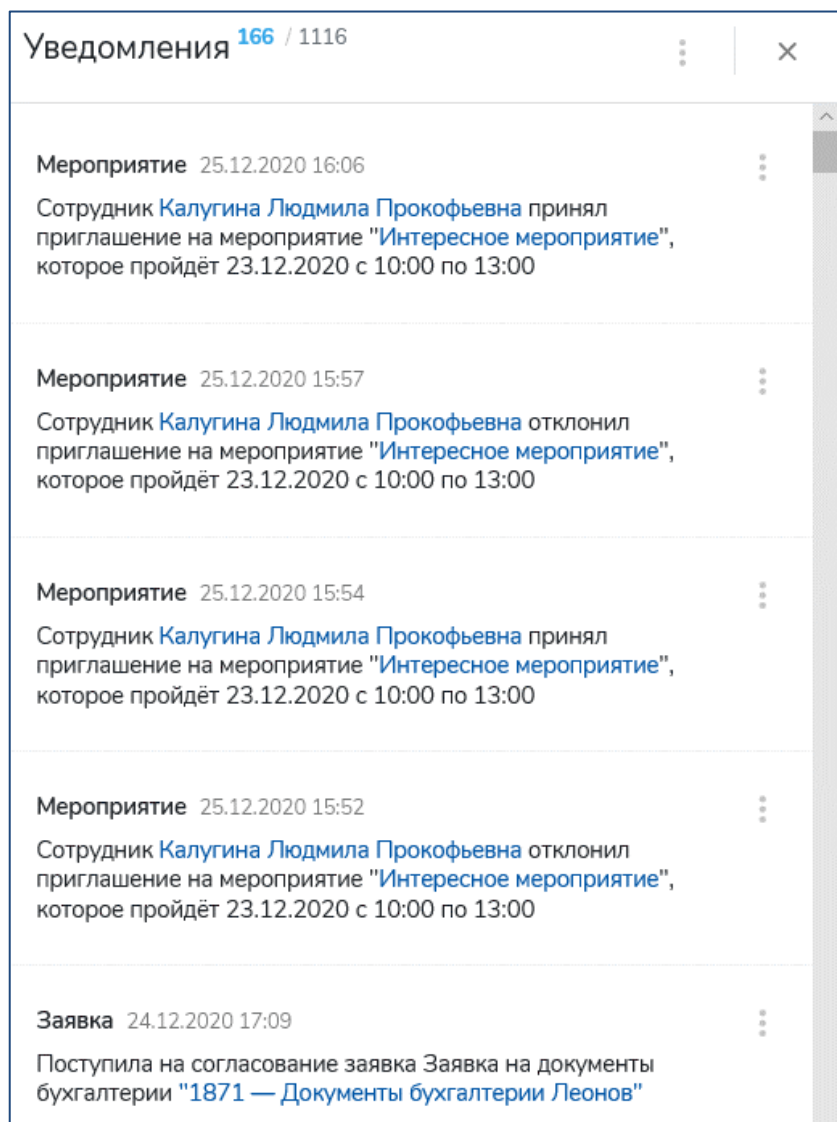 Уведомления 166 / 1116
Мероприятие 25.12.2020 16:06
Сотрудник Калугина Людмила Прокофьевна принял
приглашение на мероприятие "Интересное мероприятие",
которое пройдёт 23.12.2020 с 10:00 по 13:00
Мероприятие 25.12.2020 15:57
Сотрудник Калугина Людмила Прокофьевна отклонил
приглашение на мероприятие "Интересное мероприятие",
которое пройдёт 23.12.2020 с 10:00 по 13:00
Мероприятие 25.12.2020 15:54
Сотрудник Калугина Людмила Прокофьевна принял
приглашение на мероприятие "Интересное мероприятие",
которое пройдёт 23.12.2020 с 10:00 по 13:00
Мероприятие 25.12.2020 15:52
Сотрудник Калугина Людмила Прокофьевна отклонил
приглашение на мероприятие "Интересное мероприятие",
которое пройдёт 23.12.2020 с 10:00 по 13:00
Заявка 24.12.2020 17:09
Поступила на согласование заявка Заявка на документы
бухгалтерии "1871 — Документы бухгалтерии Леонов"